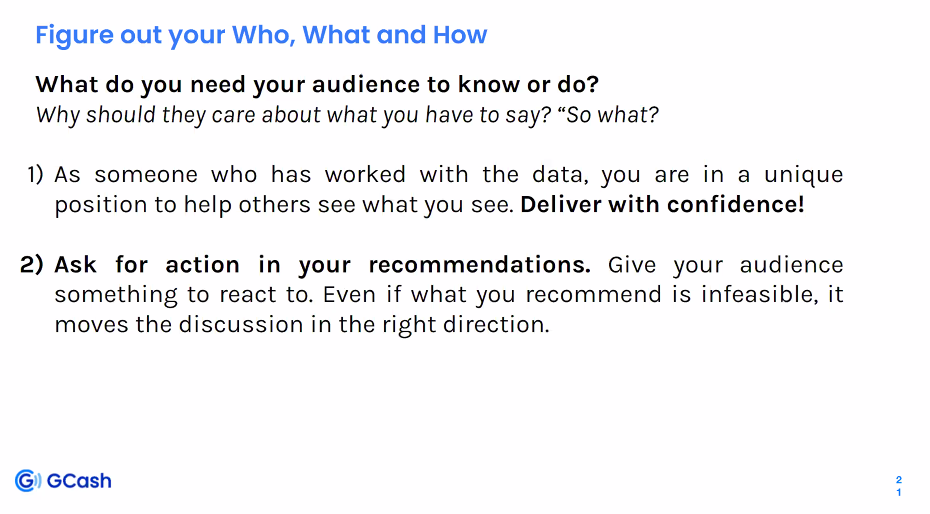 Figure out your Who, What and How
What do you need your audience to know or do?
Why should they care about what you have to say? “So what?
1) As someone who has worked with the data, you are in a unique
position to help others see what you see. Deliver with confidence!
2) Ask for action in your recommendations. Give your audience
something to react to. Even if what you recommend is infeasible, it
moves the discussion in the right direction.
GCash
2
1